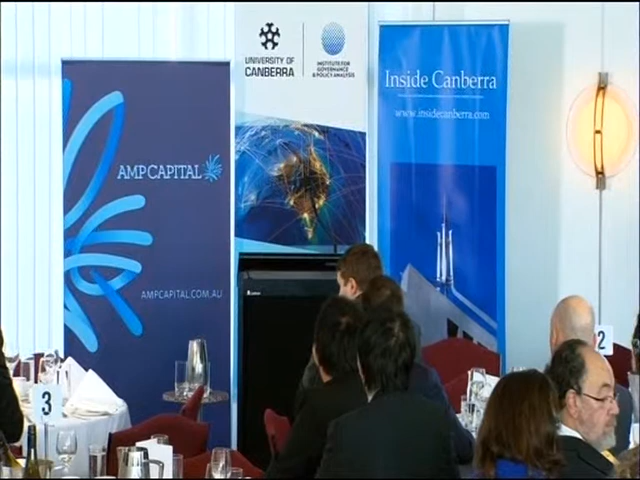 UNIVERSITY OF
CANBERRA
INSTITUTE FOR
GOVERNANCE
& POLICY ANALYSIS
Inside Canberra
www.insidecanberra.com
AMP CAPITAL
AMPCAPITAL.COM.AU
2
3